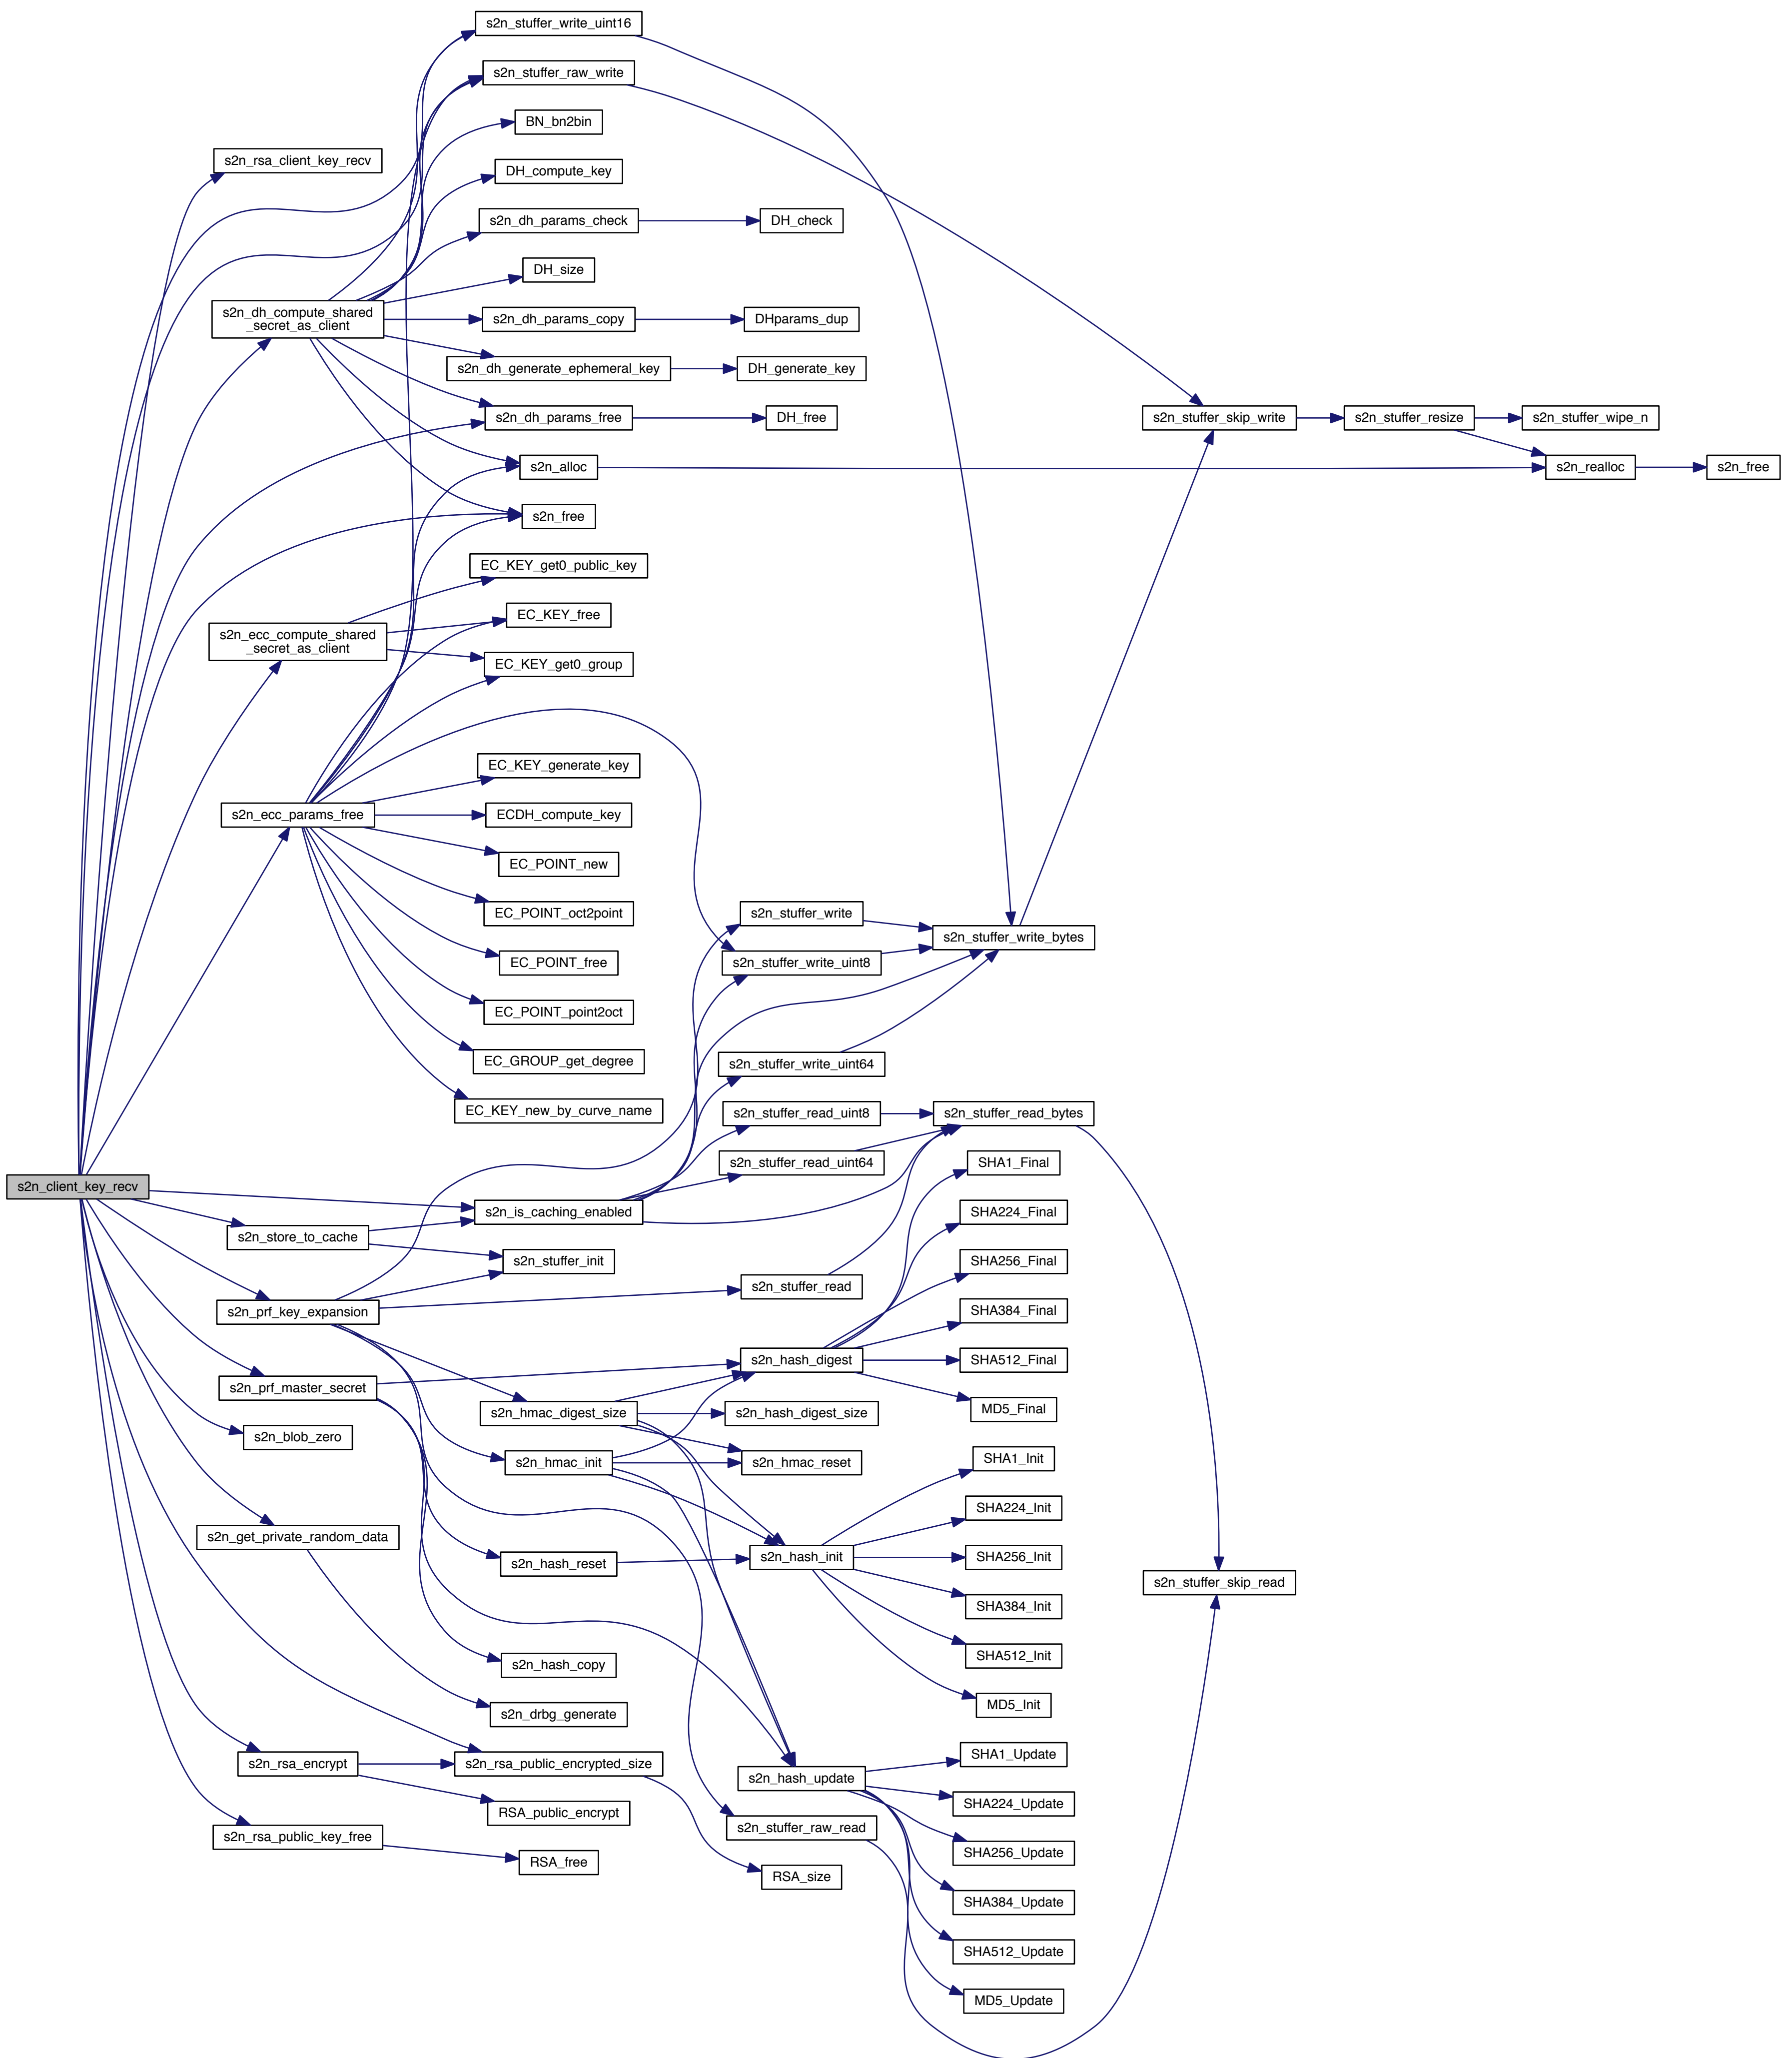 s2n_stuffer_write_uint16
s2n_stuffer_raw_write
BN_bn2bin
s2n_rsa_client_key_recv
DH_compute_key
s2n_dh_params_check
DH_check
DH_size
s2n_dh_compute_shared
_secret_as_client
s2n_dh_params_copy
DHparams_dup
s2n_dh_generate_ephemeral_key
DH_generate_key
s2n_dh_params_free
DH_free
s2n_stuffer_skip_write
s2n_stuffer_resize
s2n_stuffer_wipe_n
s2n_alloc
s2n_realloc
s2n_free
s2n_free
EC_KEY_get0_public_key
EC_KEY_free
s2n_ecc_compute_shared
_secret_as_client
EC_KEY_get0_group
EC_KEY_generate_key
s2n_ecc_params_free
ECDH_compute_key
EC_POINT_new
EC_POINT_oct2point
s2n_stuffer_write
s2n_stuffer_write_bytes
EC_POINT_free
s2n_stuffer_write_uint8
EC_POINT_point2oct
EC_GROUP_get_degree
s2n_stuffer_write_uint64
EC_KEY_new_by_curve_name
s2n_stuffer_read_uint8
s2n_stuffer_read_bytes
s2n_stuffer_read_uint64
SHA1_Final
s2n_client_key_recv
s2n_is_caching_enabled
SHA224_Final
s2n_store_to_cache
s2n_stuffer_init
SHA256_Final
s2n_stuffer_read
s2n_prf_key_expansion
SHA384_Final
s2n_hash_digest
SHA512_Final
s2n_prf_master_secret
MD5_Final
s2n_hmac_digest_size
s2n_hash_digest_size
s2n_blob_zero
s2n_hmac_init
s2n_hmac_reset
SHA1_Init
SHA224_Init
s2n_get_private_random_data
s2n_hash_reset
s2n_hash_init
SHA256_Init
s2n_stuffer_skip_read
SHA384_Init
SHA512_Init
s2n_hash_copy
MD5_Init
s2n_drbg_generate
SHA1_Update
s2n_rsa_encrypt
s2n_rsa_public_encrypted_size
s2n_hash_update
SHA224_Update
RSA_public_encrypt
s2n_stuffer_raw_read
s2n_rsa_public_key_free
SHA256_Update
RSA_free
RSA_size
SHA384_Update
SHA512_Update
MD5_Update